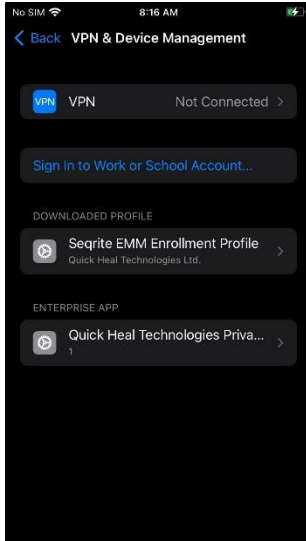 No SIM 8:16 AM
Back VPN & Device Management
VPN VPN Not Connected
Sign In to Work or School Account...
DOWNLOADED PROFILE
Seqrite EMM Enrollment Profile
Quick Heal Technologies Ltd.
ENTERPRISE APP
Quick Heal Technologies Priva...
1